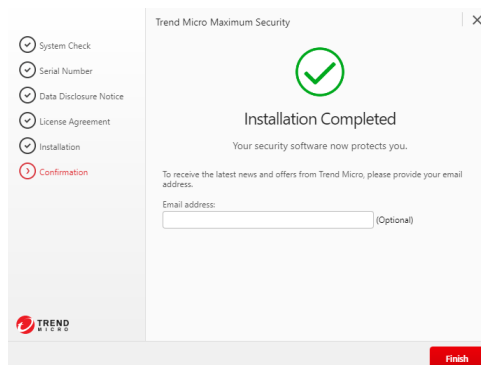 Trend Micro Maximum Security
System Check
Serial Number
Data Disclosure Notice
License Agreement
Installation
Confirmation
Installation Completed
Your security software now protects you.
To receive the latest news and offers from Trend Micro, please provide your email
address.
Email address:
(Optional)
TREND
MICRO
Finish